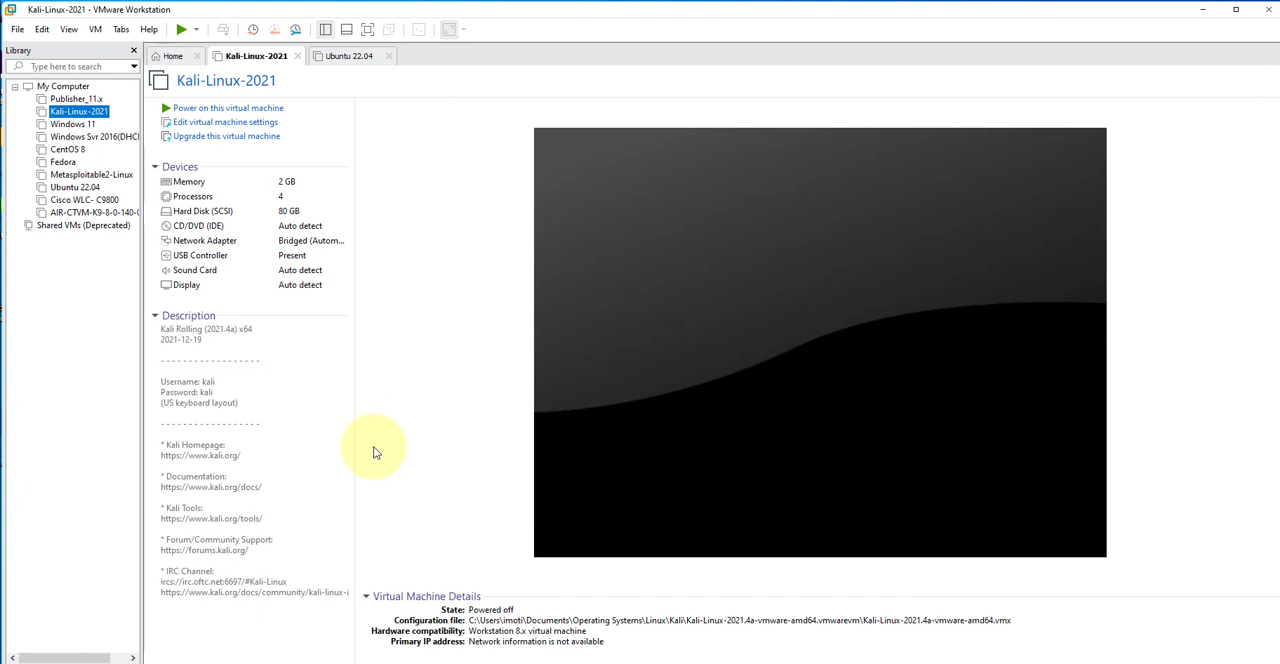 Kali-Linux-2021 - VMware Workstation
File Edit View VM Tabs Help
Library
Type here to search
My Computer
Publisher_11.x
Kali-Linux-2021
Windows 11
Windows Svr 2016(DHC
CentOS 8
Fedora
Metasploitable2-Linux
Ubuntu 22.04
Cisco WLC- C9800
AIR-CTVM-K9-8-0-140-
Shared VMs (Deprecated)
Home
Kali-Linux-2021
Ubuntu 22.04
Kali-Linux-2021
Power on this virtual machine
Edit virtual machine settings
Upgrade this virtual machine
Devices
Memory 2 GB
Processors 4
Hard Disk (SCSI) 80 GB
CD/DVD (IDE) Auto detect
Network Adapter Bridged (Autom...
USB Controller Present
Sound Card Auto detect
Display Auto detect
Description
Kali Rolling (2021.4a) x64
2021-12-19
- - - - - - - - - - - - - - - - - -
Username: kali
Password: kali
(US keyboard layout)
- - - - - - - - - - - - - - - - - -
* Kali Homepage:
https://www.kali.org/
* Documentation:
https://www.kali.org/docs/
* Kali Tools:
https://www.kali.org/tools/
* Forum/Community Support:
https://forums.kali.org/
* IRC Channel:
ircs://irc.oftc.net:6697/#Kali-Linux
https://www.kali.org/docs/community/kali-linux-i
Virtual Machine Details
State: Powered off
Configuration file: C:\Users\imoti\Documents\Operating Systems\Linux\Kali\Kali-Linux-2021.4a-vmware-amd64.vmwarevm\Kali-Linux-2021.4a-vmware-amd64.vmx
Hardware compatibility: Workstation 8.x virtual machine
Primary IP address: Network information is not available